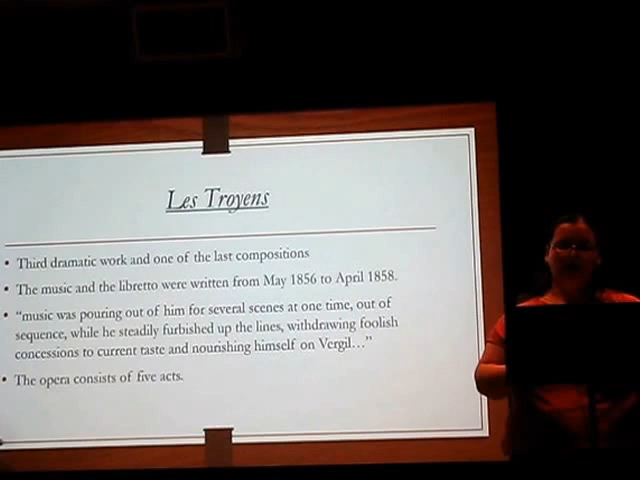 Les Troyens
• Third dramatic work and one of the last compositions
• The music and the libretto were written from May 1856 to April 1858.
• “music was pouring out of him for several scenes at one time, out of
sequence, while he steadily furbished up the lines, withdrawing foolish
concessions to current taste and nourishing himself on Vergil…”
• The opera consists of five acts.